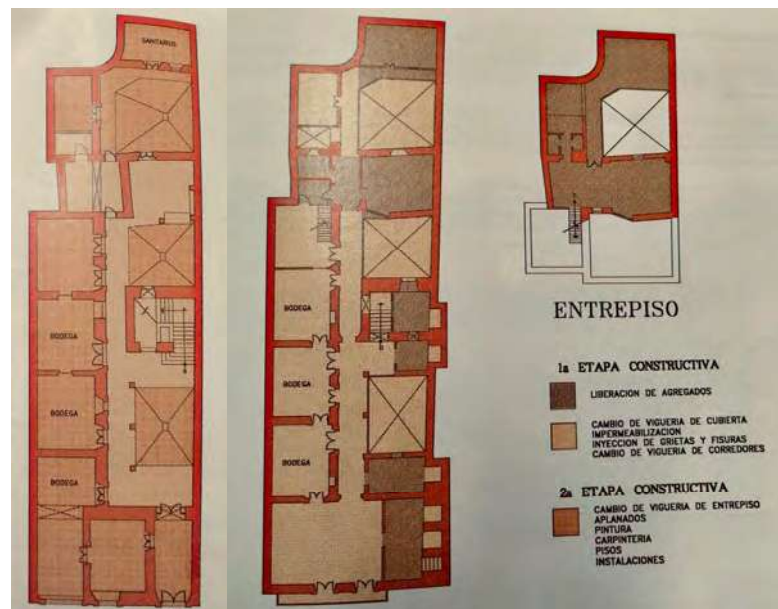 SANITARIOS
BODEGA
BODEGA
BODEGA
BODEGA
BODEGA
BODEGA
ENTREPISO
1a ETAPA CONSTRUCTIVA
LIBERACION DE AGREGADOS
CAMBIO DE VIGUERIA DE CUBIERTA
IMPERMEABILIZACION
INYECCION DE GRIETAS Y FISURAS
CAMBIO DE VIGUERIA DE CORREDORES
2a ETAPA CONSTRUCTIVA
CAMBIO DE VIGUERIA DE ENTREPISO
APLANADOS
PINTURA
CARPINTERIA
PISOS
INSTALACIONES